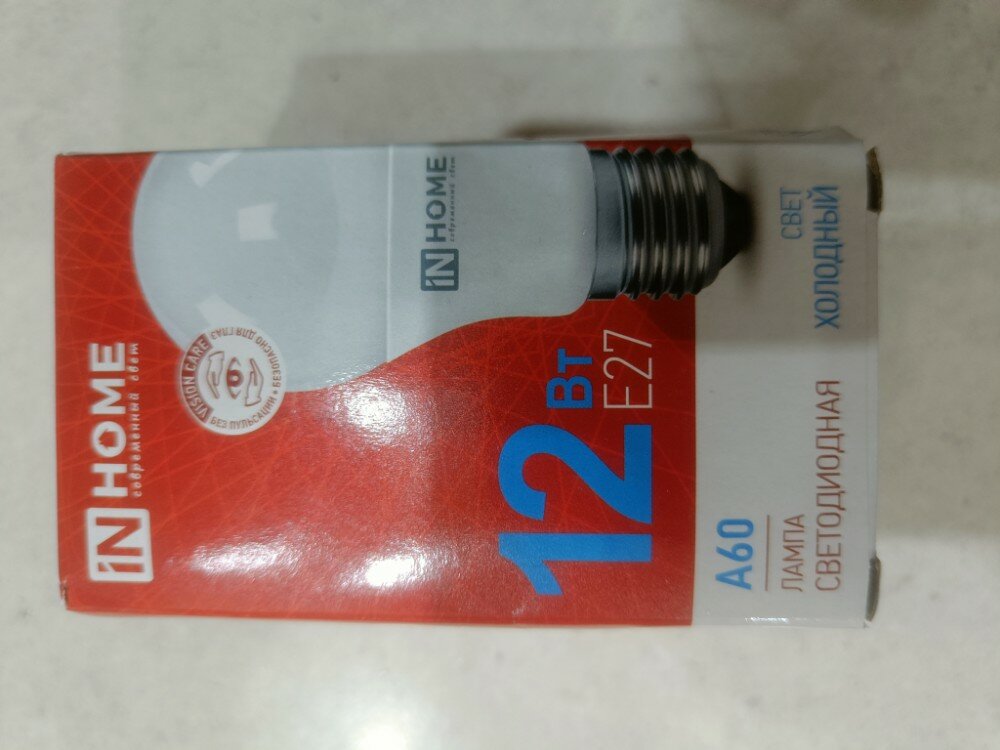 IN HOME
современный свет
VISION CARE
БЕЗ ПУЛЬСАЦИИ • БЕЗОПАСНО ДЛЯ ГЛАЗ
IN HOME
современный свет
12 Вт
E27
A60
ЛАМПА
СВЕТОДИОДНАЯ
СВЕТ
ХОЛОДНЫЙ